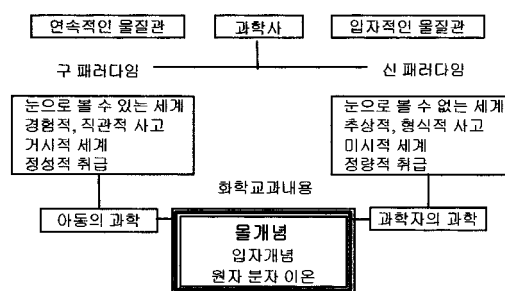 연속적인 물질관 과학사 입자적인 물질관
구 패러다임 신 패러다임
눈으로 볼 수 있는 세계
경험적, 직관적 사고
거시적 세계
정성적 취급
눈으로 볼 수 없는 세계
추상적, 형식적 사고
미시적 세계
정량적 취급
화학교과내용
아동의 과학
몰개념
입자개념
원자 분자 이온
과학자의 과학